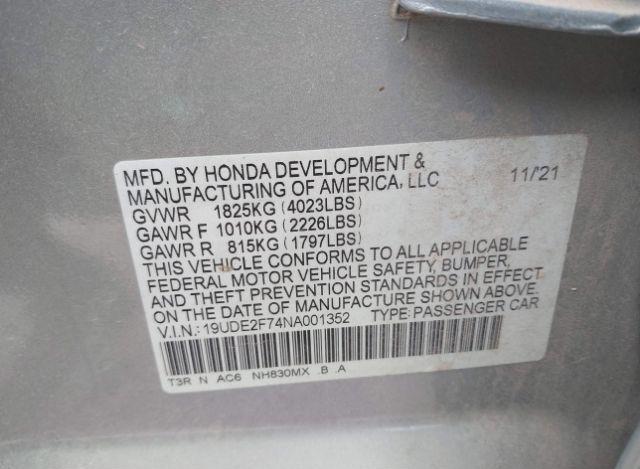 MFD. BY HONDA DEVELOPMENT &
MANUFACTURING OF AMERICA, LLC 11/'21
GVWR 1825KG (4023LBS)
GAWR F 1010KG (2226LBS)
GAWR R 815KG (1797LBS)
THIS VEHICLE CONFORMS TO ALL APPLICABLE
FEDERAL MOTOR VEHICLE SAFETY, BUMPER,
AND THEFT PREVENTION STANDARDS IN EFFECT
ON THE DATE OF MANUFACTURE SHOWN ABOVE.
V.I.N.: 19UDE2F74NA001352 TYPE: PASSENGER CAR
T3R N AC6 NH830MX .B .A